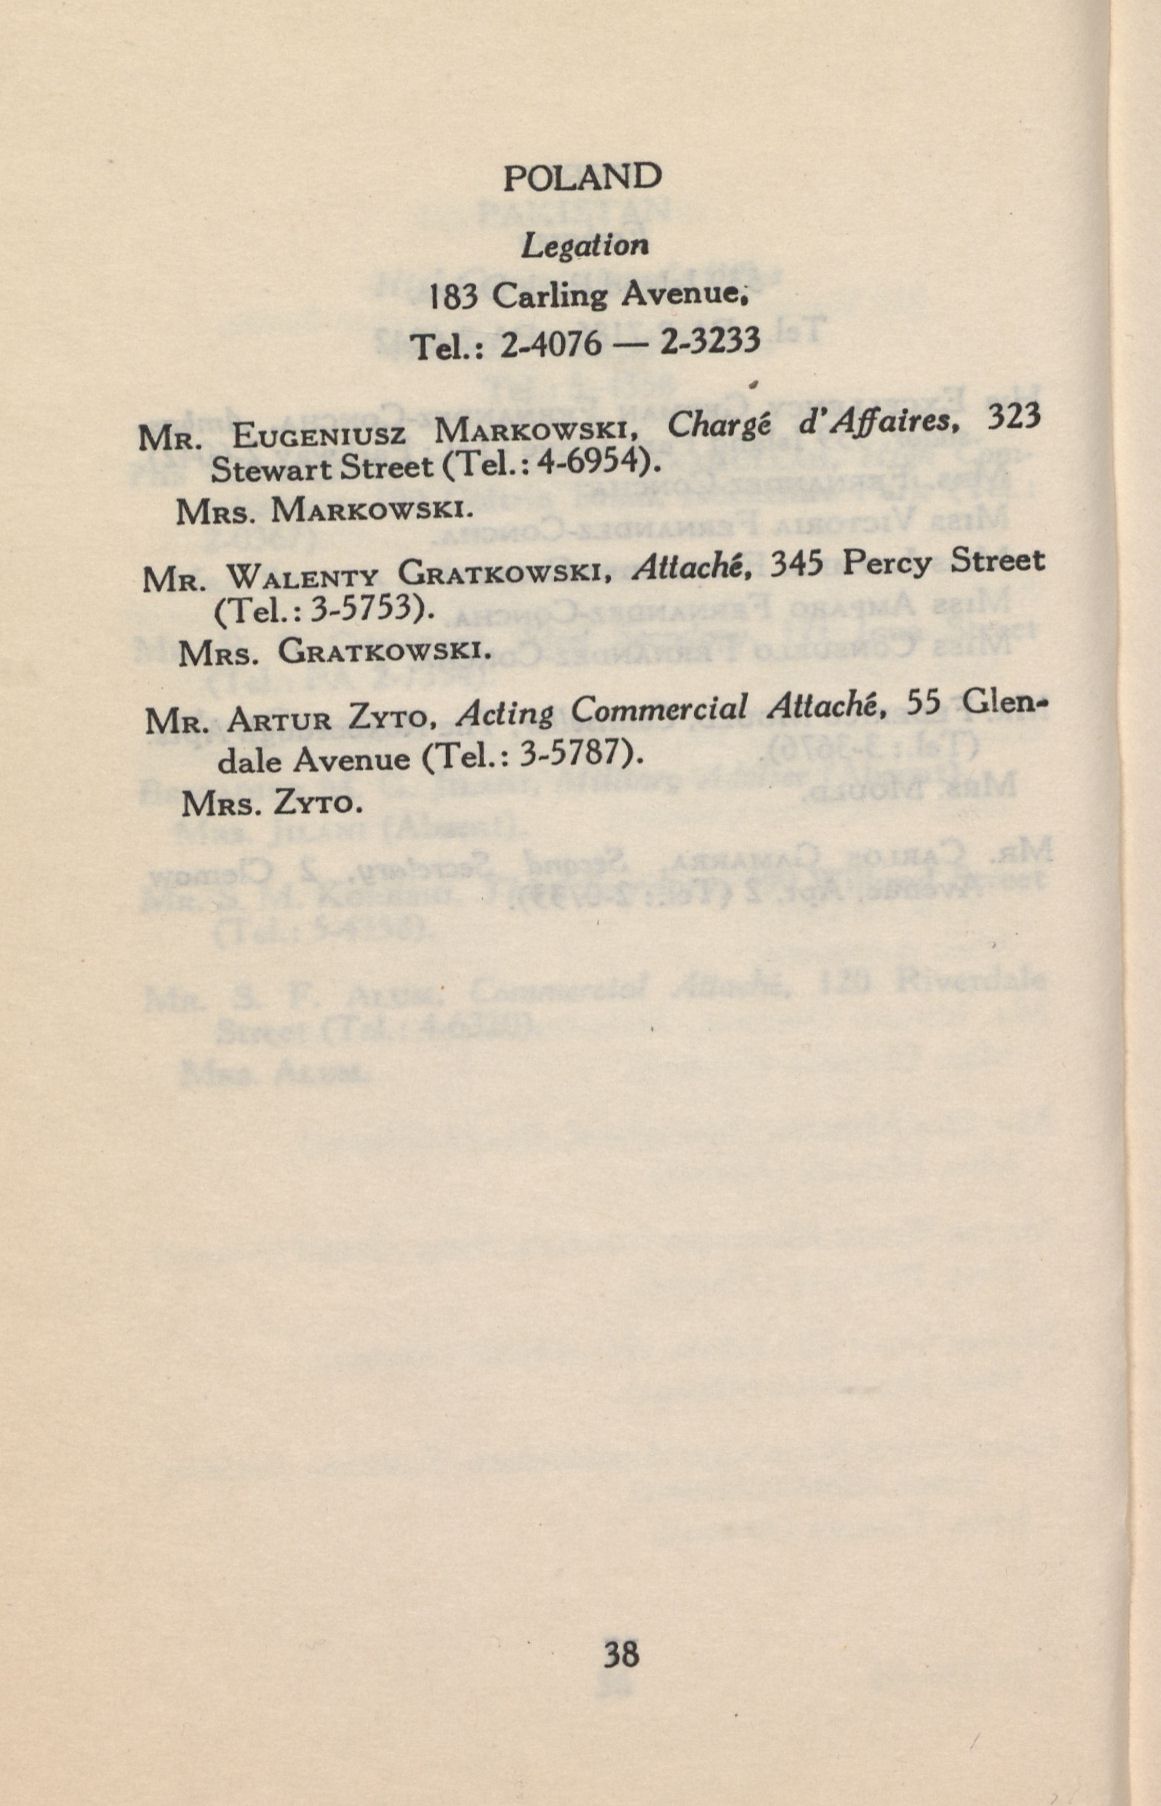 POLAND
Legation
183 Carling Avenue,
Tel.: 2-4076 — 2-3233
MR. EUGENIUSZ MARKOWSKI, Chargé d'Affaires, 323
Stewart Street (Tel.: 4-6954).
MRS. MARKOWSKI.
MR. WALENTY GRATKOWSKI, Attaché, 345 Percy Street
(Tel.: 3-5753).
MRS. GRATKOWSKI.
MR. ARTUR ZYTO, Acting Commercial Attaché, 55 Glen-
dale Avenue (Tel.: 3-5787).
MRS. ZYTO.
38